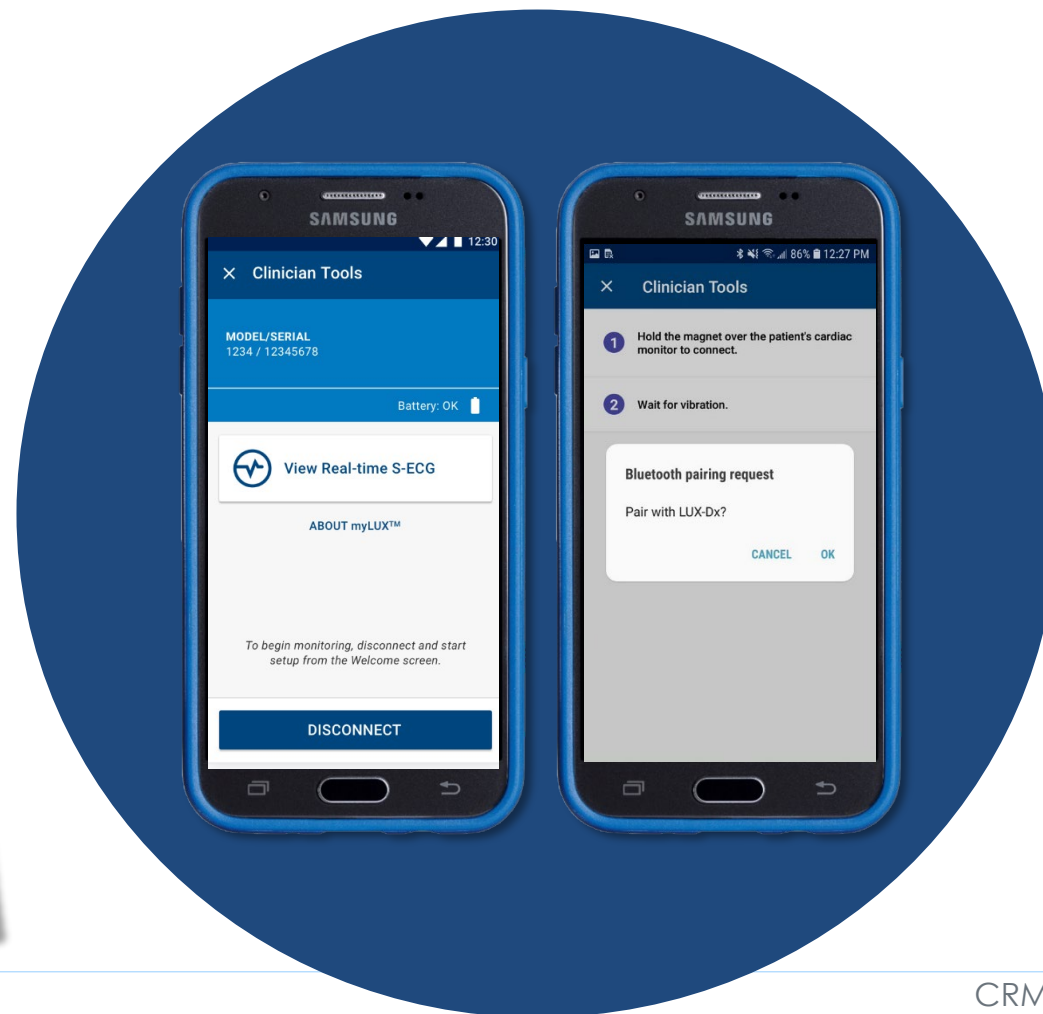 SAMSUNG
12:30
Clinician Tools
MODEL/SERIAL
1234 / 12345678
Battery: OK
View Real-time S-ECG
ABOUT myLUX™
To begin monitoring, disconnect and start
setup from the Welcome screen.
DISCONNECT
SAMSUNG
86% 12:27 PM
Clinician Tools
1 Hold the magnet over the patient's cardiac
monitor to connect.
2 Wait for vibration.
Bluetooth pairing request
Pair with LUX-Dx?
CANCEL OK
CRM